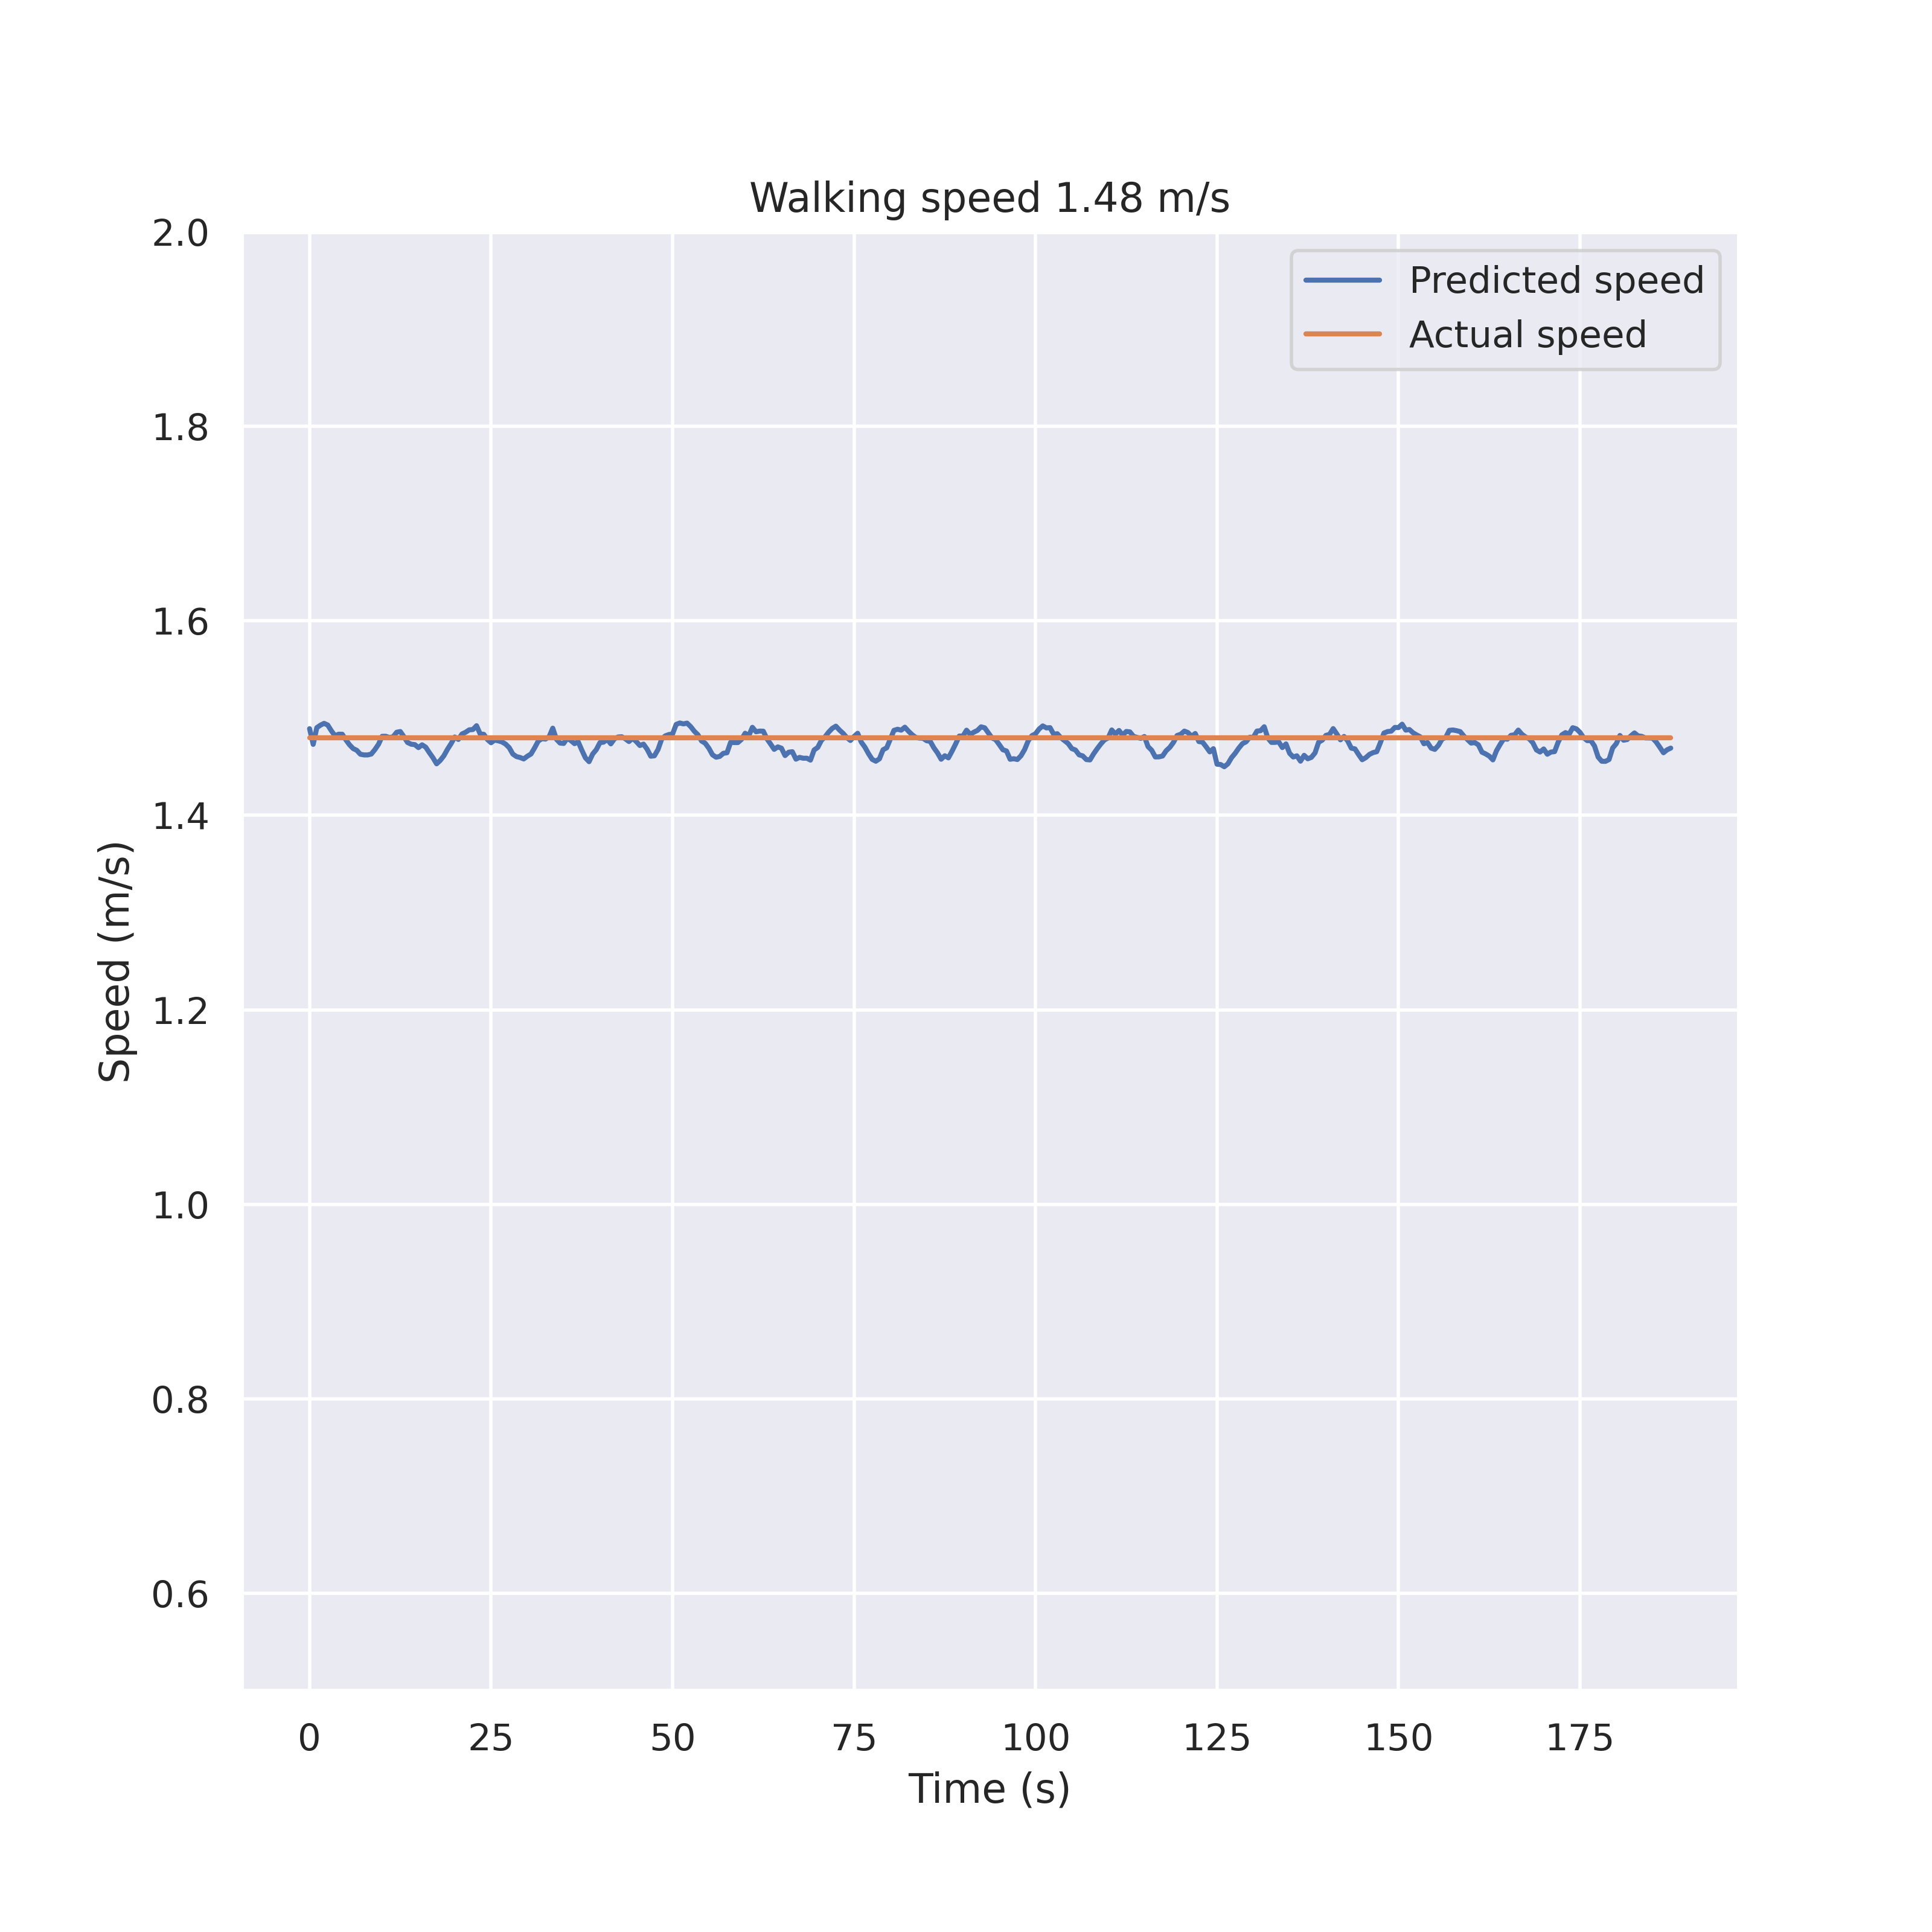 Walking speed 1.48 m/s
Predicted speed
Actual speed
2.0
1.8
1.6
1.4
1.2
1.0
0.8
0.6
Speed (m/s)
0 25 50 75 100 125 150 175
Time (s)